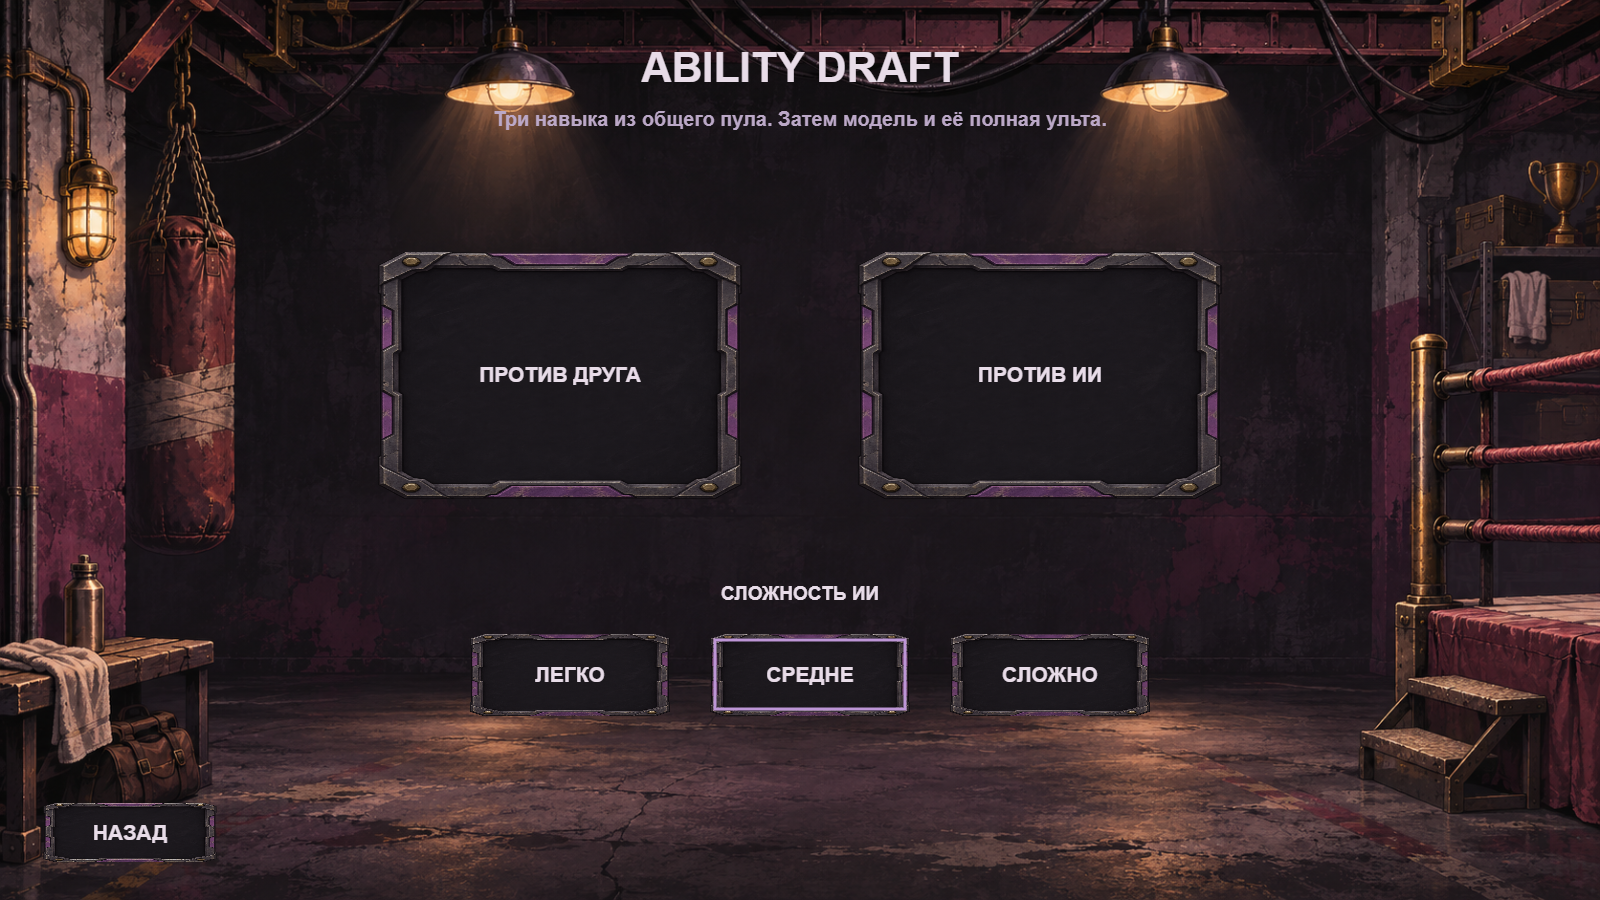 ABILITY DRAFT
Три навыка из общего пула. Затем модель и её полная ульта.
ПРОТИВ ДРУГА
ПРОТИВ ИИ
СЛОЖНОСТЬ ИИ
ЛЕГКО
СРЕДНЕ
СЛОЖНО
НАЗАД